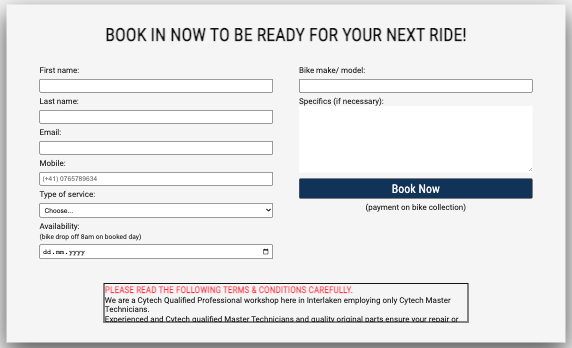 BOOK IN NOW TO BE READY FOR YOUR NEXT RIDE!
First name:
Last name:
Email:
Mobile:
(+41) 0765789634
Type of service:
Choose...
Availability:
(bike drop off 8am on booked day)
dd.mm.yyyy
Bike make/ model:
Specifics (if necessary):
Book Now
(payment on bike collection)
PLEASE READ THE FOLLOWING TERMS & CONDITIONS CAREFULLY.
We are a Cytech Qualified Professional workshop here in Interlaken employing only Cytech Master
Technicians.
Experienced and Cytech qualified Master Technicians and quality original parts ensure your repair or